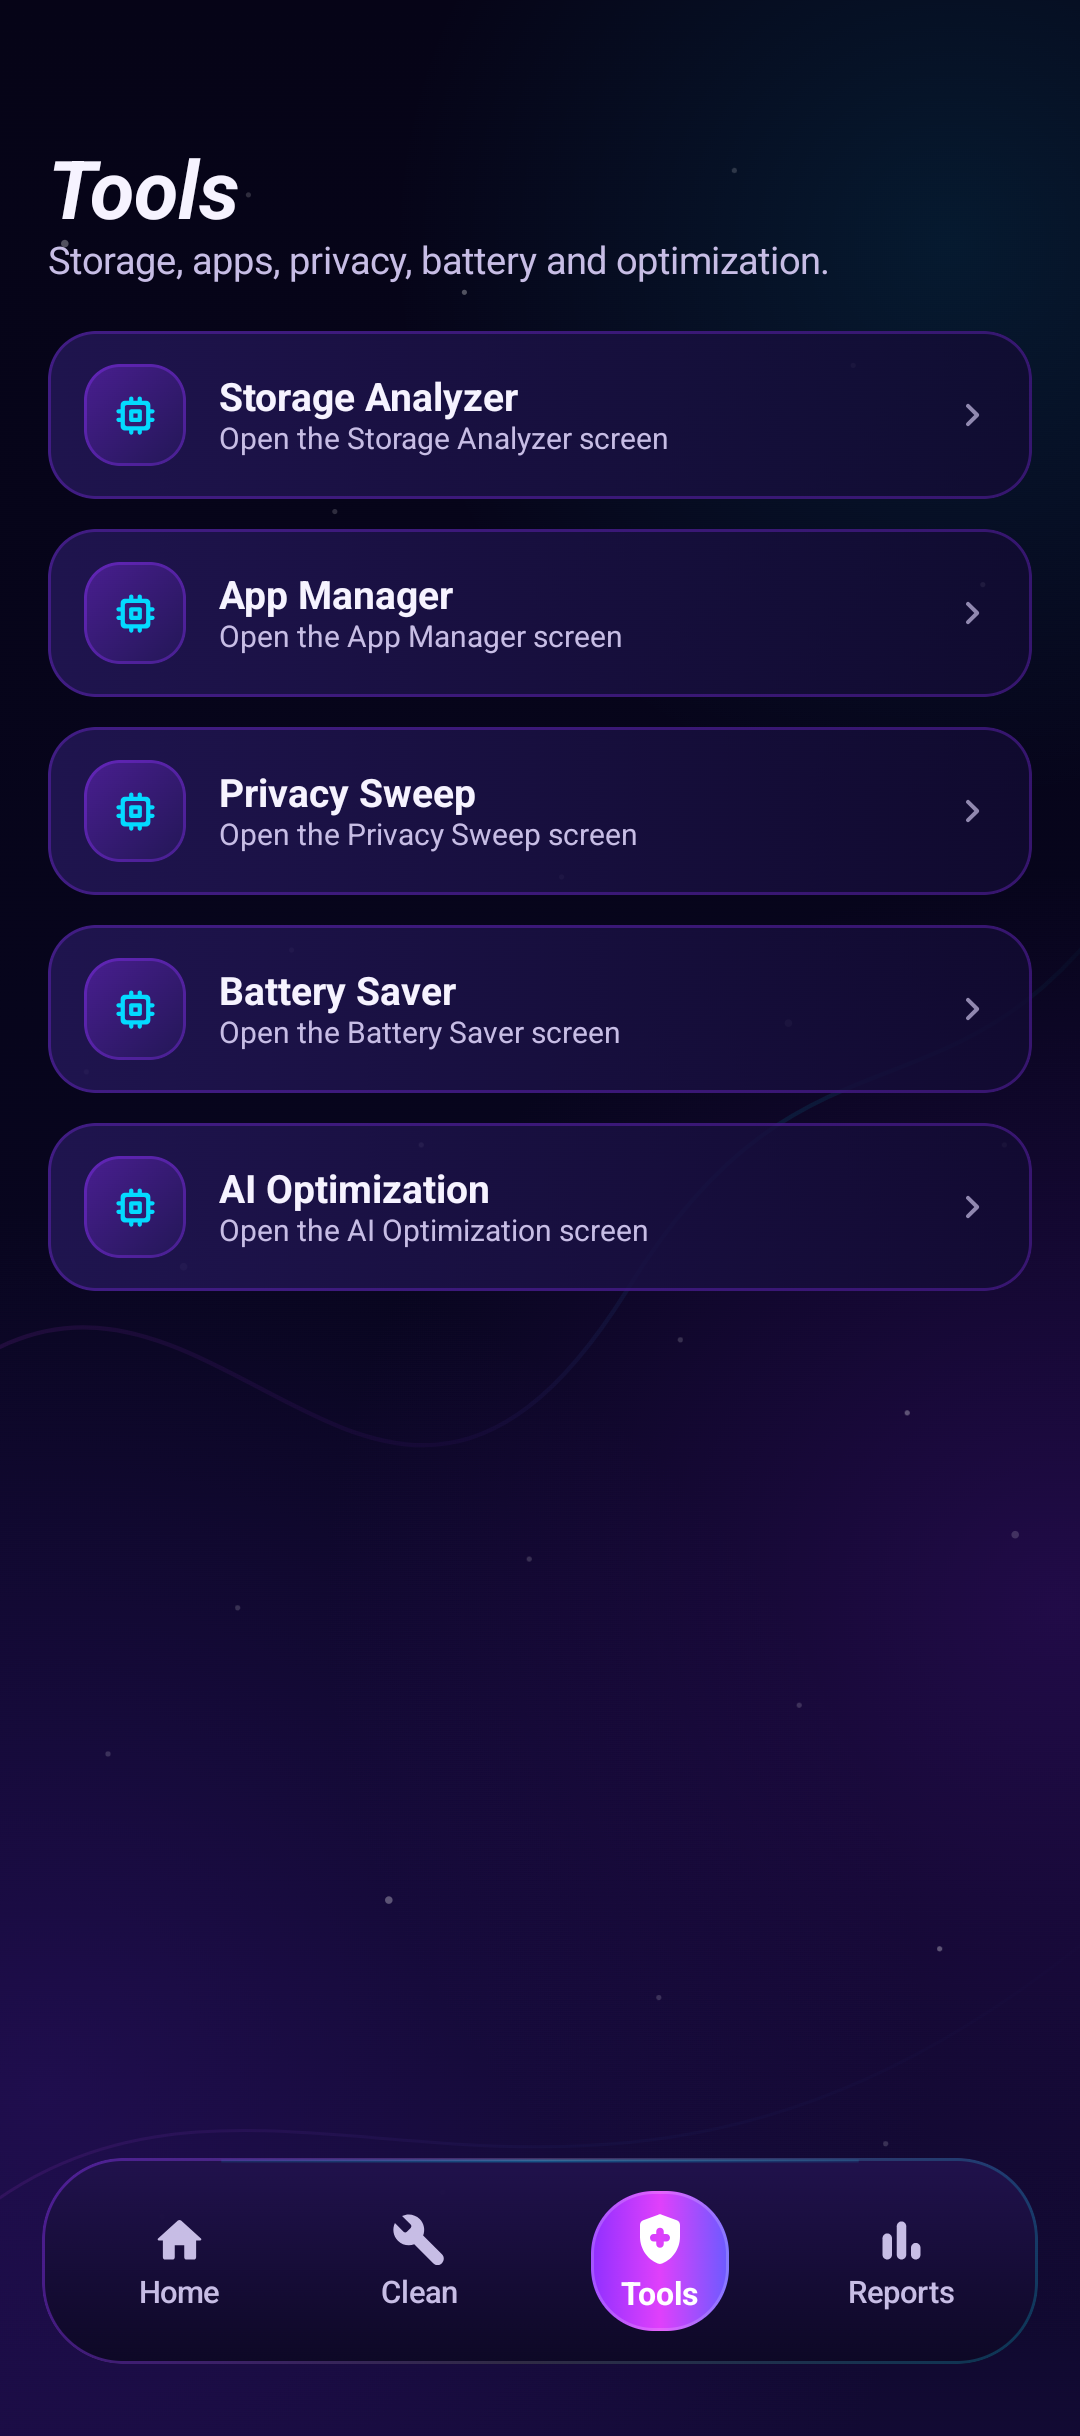 Tools
Storage, apps, privacy, battery and optimization.
Storage Analyzer
Open the Storage Analyzer screen
App Manager
Open the App Manager screen
Privacy Sweep
Open the Privacy Sweep screen
Battery Saver
Open the Battery Saver screen
AI Optimization
Open the AI Optimization screen
Home
Clean
Tools
Reports